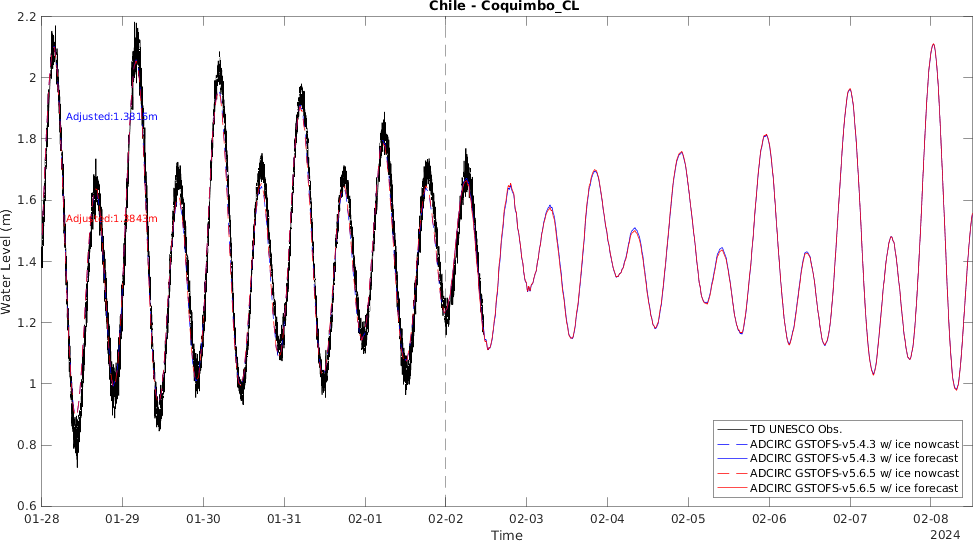 Chile - Coquimbo_CL
Water Level (m)
2.2
2
1.8
1.6
1.4
1.2
1
0.8
0.6
Adjusted:1.3816m
Adjusted:1.3843m
TD UNESCO Obs.
ADCIRC GSTOFS-v5.4.3 w/ ice nowcast
ADCIRC GSTOFS-v5.4.3 w/ ice forecast
ADCIRC GSTOFS-v5.6.5 w/ ice nowcast
ADCIRC GSTOFS-v5.6.5 w/ ice forecast
01-28 01-29 01-30 01-31 02-01 02-02 02-03 02-04 02-05 02-06 02-07 02-08
Time
2024